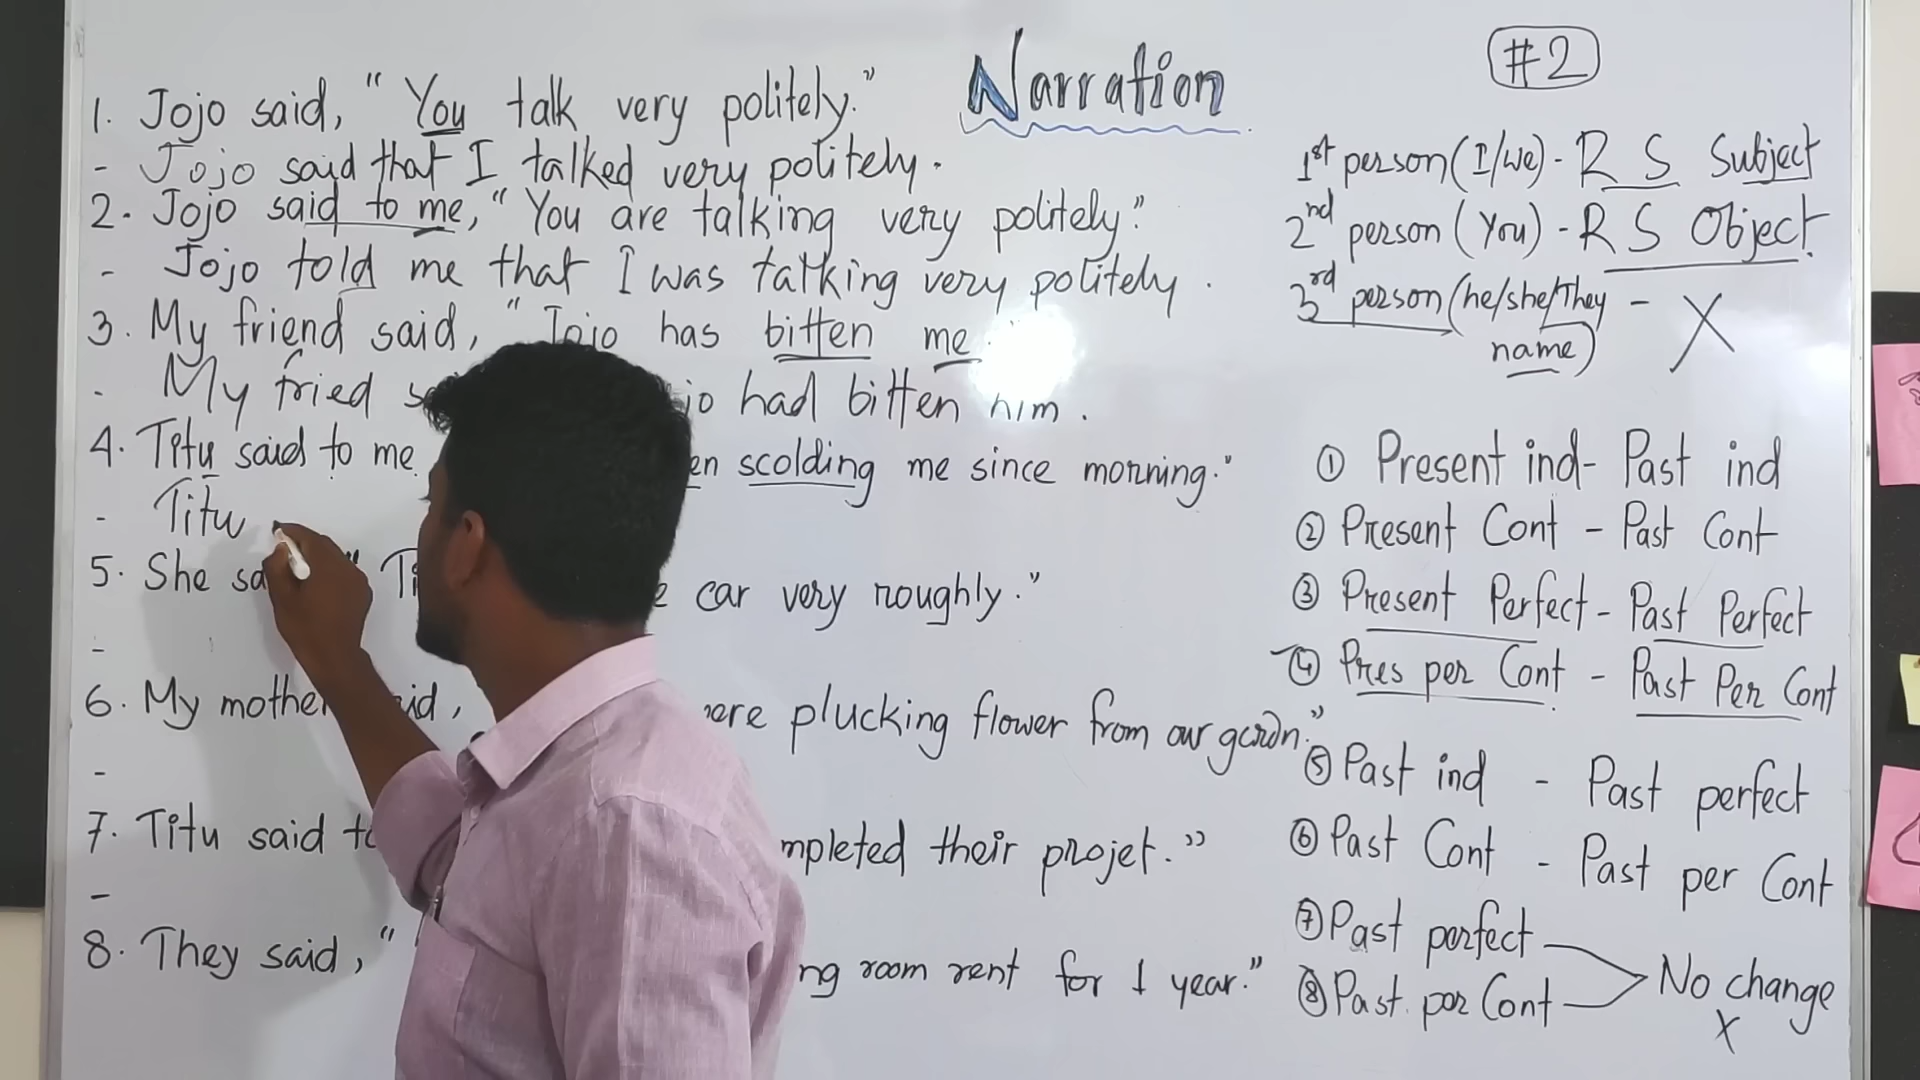 Narration
#2
1. Jojo said, "You talk very politely."
- Jojo said that I talked very politely.
2. Jojo said to me, "You are talking very politely."
- Jojo told me that I was talking very politely.
3. My friend said, "Jojo has bitten me
- My fried had bitten him.
4. Titu said to me scolding me since morning."
- Titu
5. She car very roughly."
-
6. My mother said, plucking flower from our gardn."
-
7. Titu said to their projet."
-
8. They said, " room rent for 1 year."
1st person (I/We) - R S Subject
2nd person (You) - R S Object.
3rd person (he/she/They - X
name)
① Present ind - Past ind
② Present Cont - Past Cont
③ Present Perfect - Past Perfect
④ Pres per Cont - Past Per Cont
⑤ Past ind - Past perfect
⑥ Past Cont - Past per Cont
⑦ Past perfect
⑧ Past. per Cont
No change
X